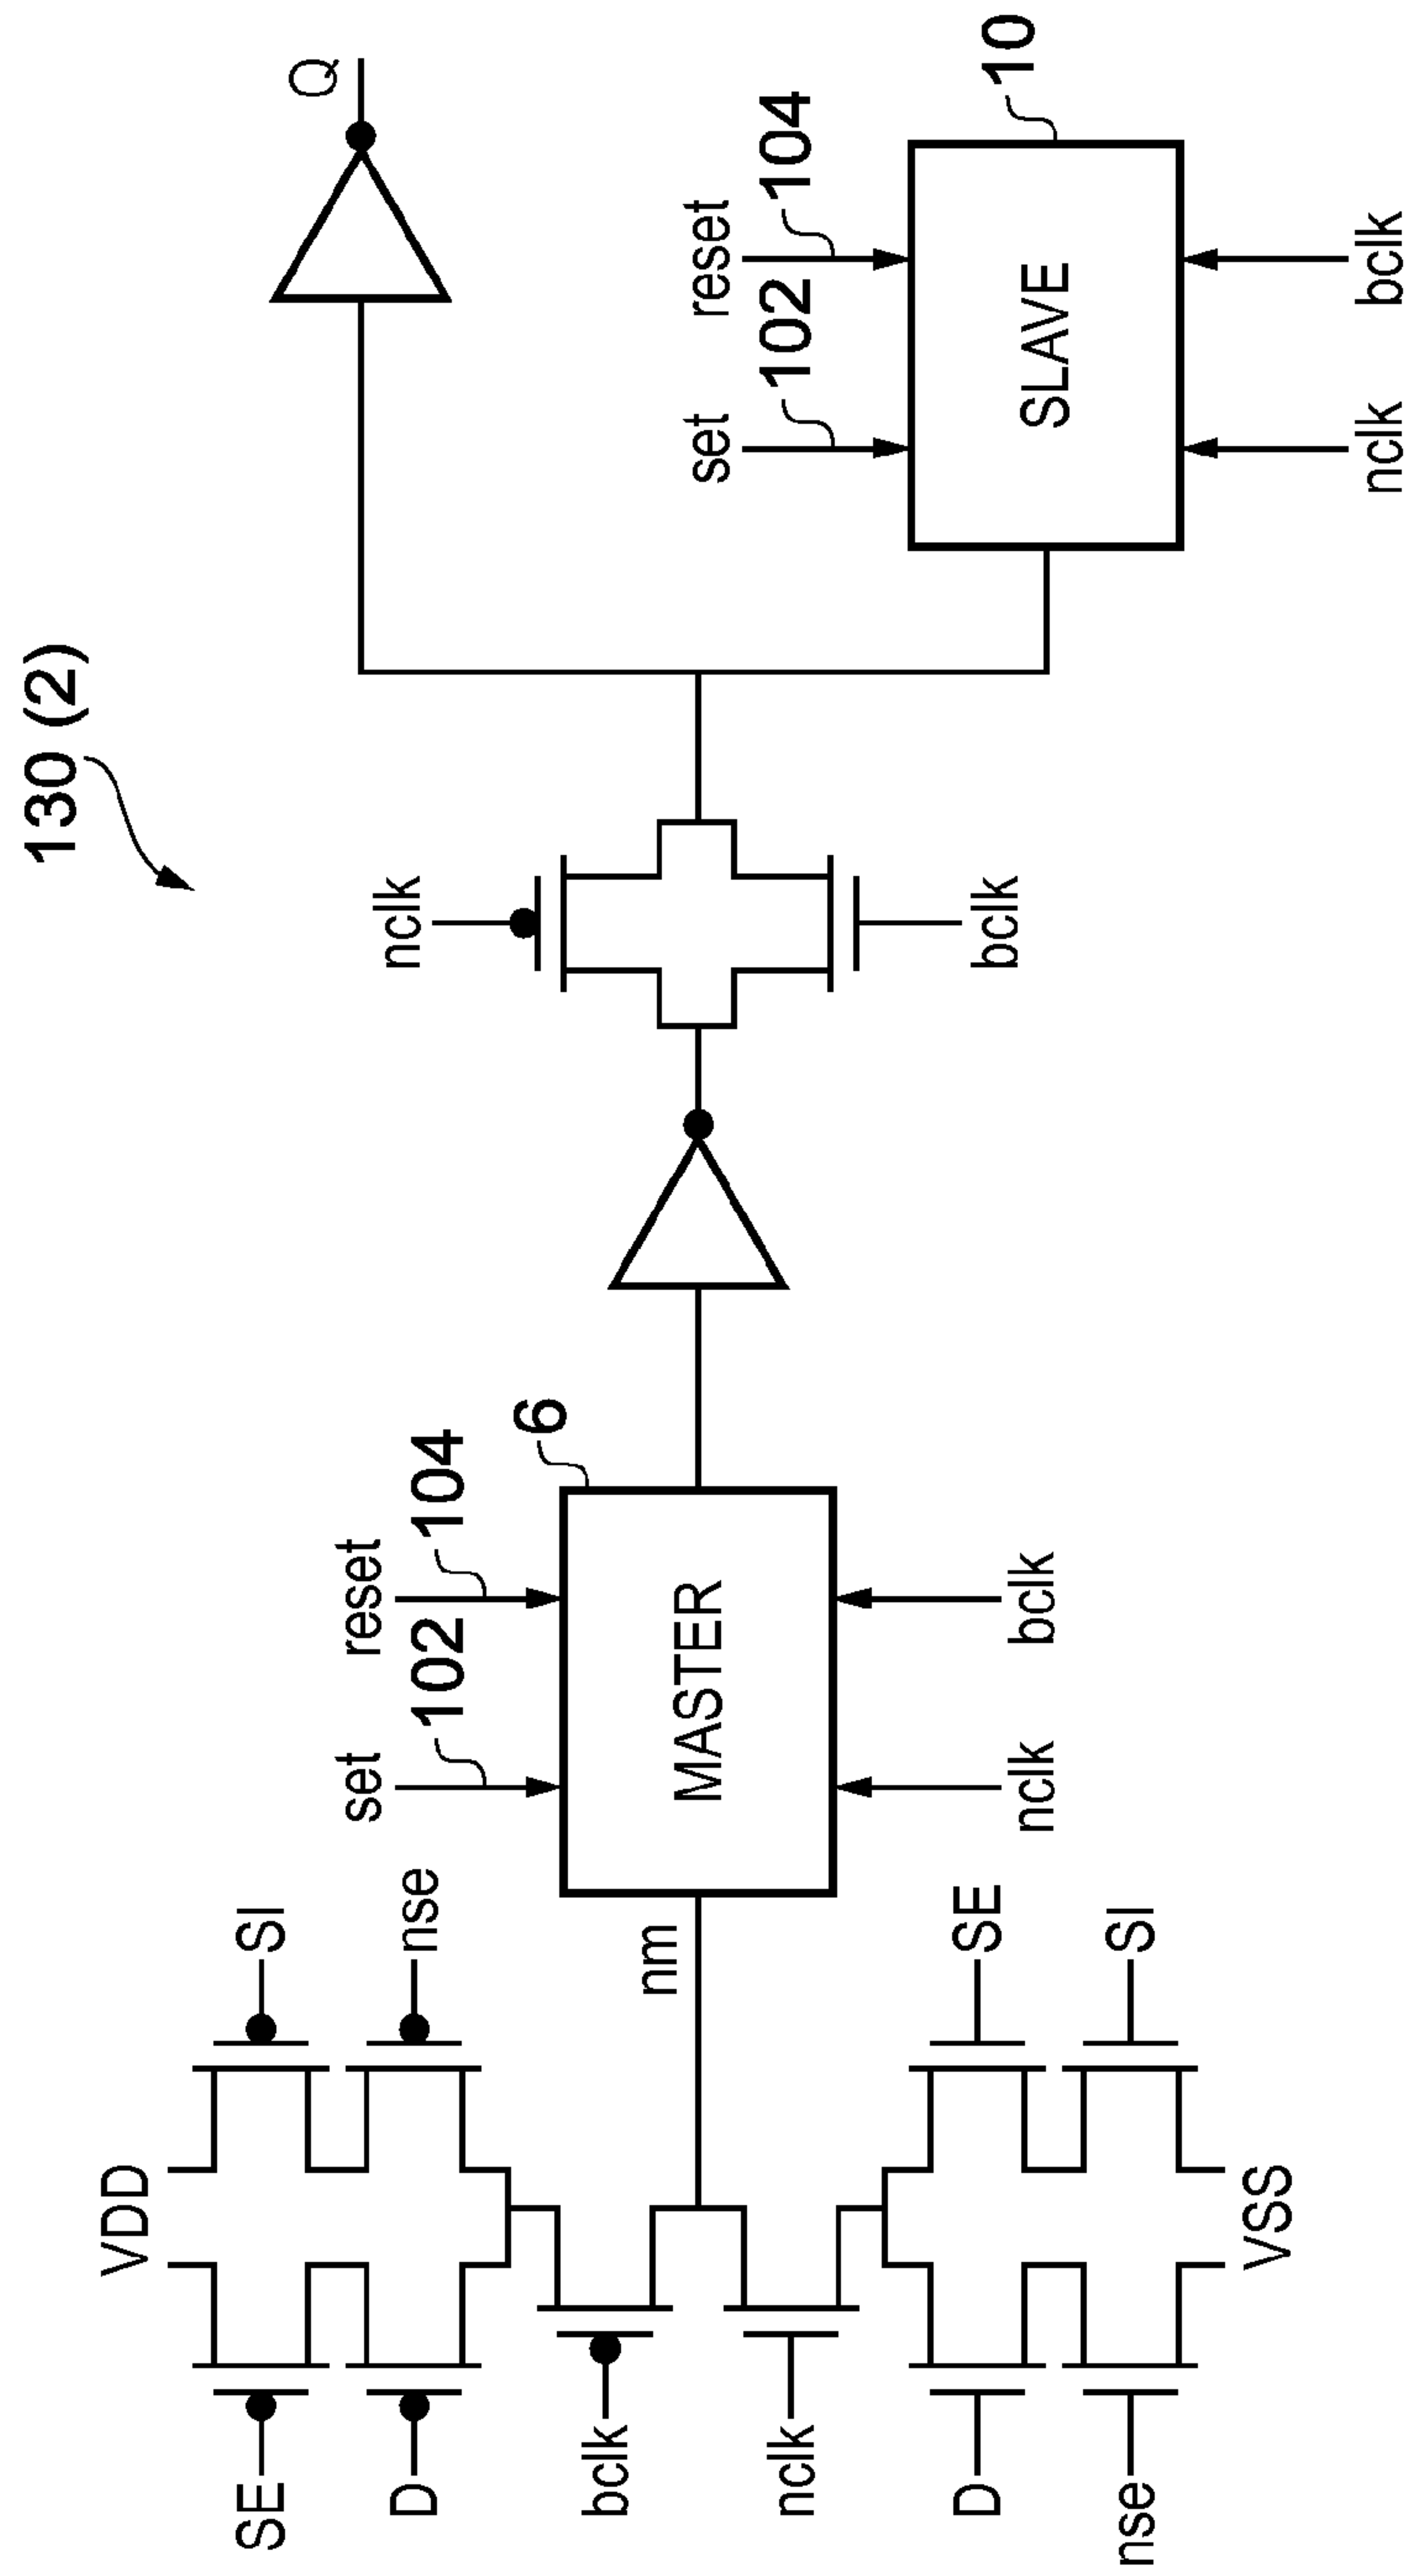 130 (2)
VDD
SE
SI
D
nse
bclk
nm
nclk
D
SE
nse
SI
VSS
set
reset
102
104
6
MASTER
nclk
bclk
nclk
bclk
Q
set
reset
102
104
10
SLAVE
nclk
bclk